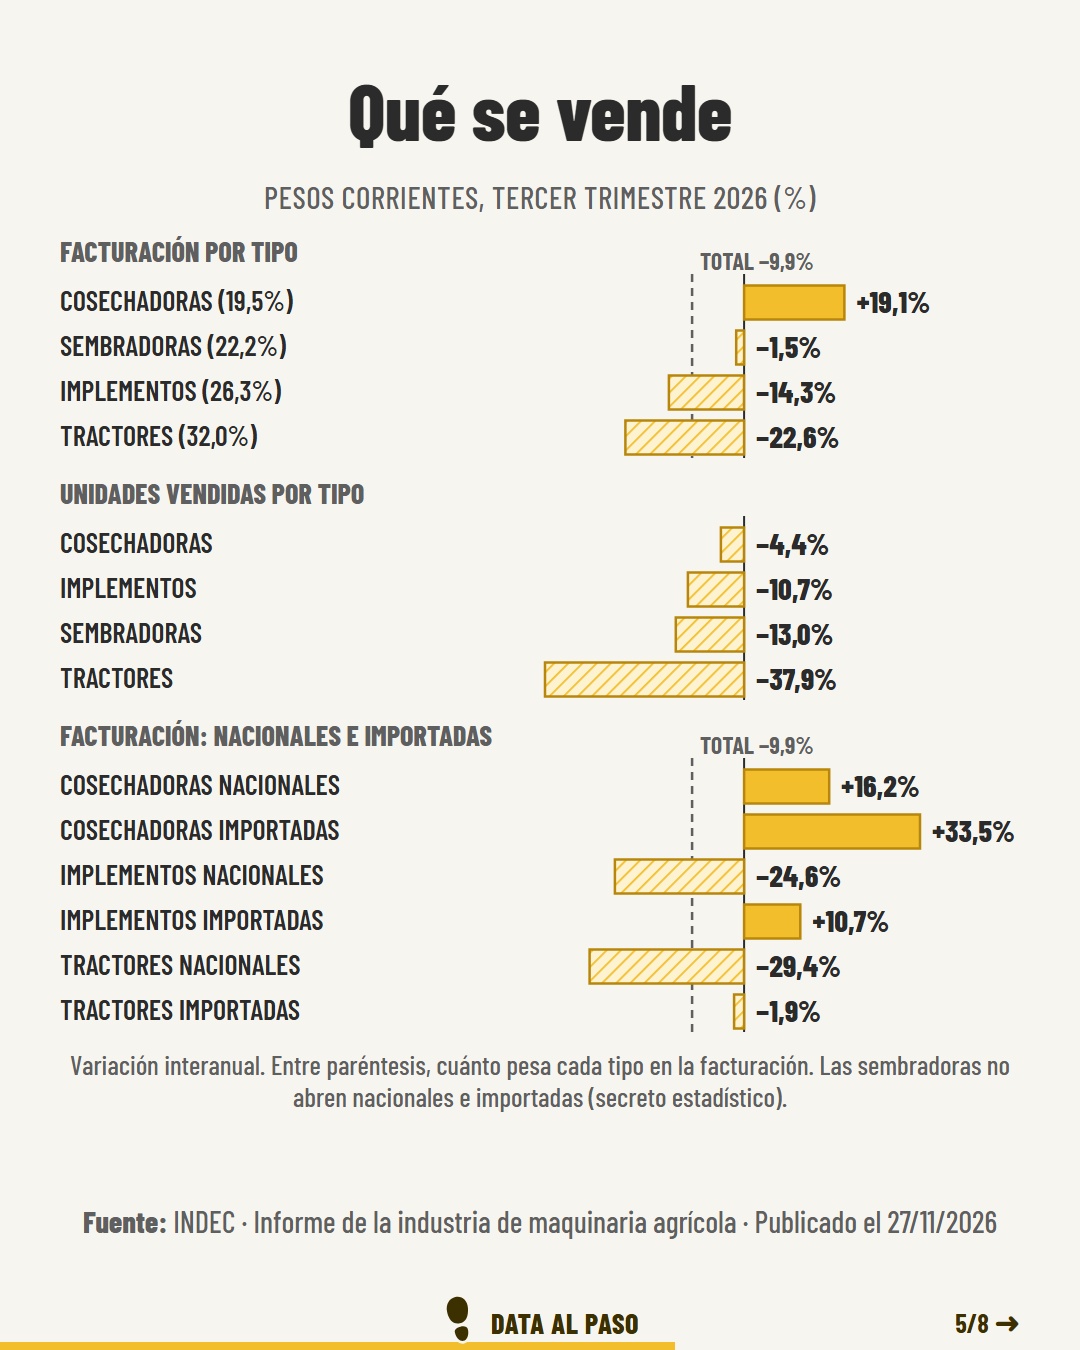 Qué se vende
PESOS CORRIENTES, TERCER TRIMESTRE 2026 (%)
FACTURACIÓN POR TIPO
TOTAL –9,9%
COSECHADORAS (19,5%) +19,1%
SEMBRADORAS (22,2%) –1,5%
IMPLEMENTOS (26,3%) –14,3%
TRACTORES (32,0%) –22,6%
UNIDADES VENDIDAS POR TIPO
COSECHADORAS –4,4%
IMPLEMENTOS –10,7%
SEMBRADORAS –13,0%
TRACTORES –37,9%
FACTURACIÓN: NACIONALES E IMPORTADAS
TOTAL –9,9%
COSECHADORAS NACIONALES +16,2%
COSECHADORAS IMPORTADAS +33,5%
IMPLEMENTOS NACIONALES –24,6%
IMPLEMENTOS IMPORTADAS +10,7%
TRACTORES NACIONALES –29,4%
TRACTORES IMPORTADAS –1,9%
Variación interanual. Entre paréntesis, cuánto pesa cada tipo en la facturación. Las sembradoras no
abren nacionales e importadas (secreto estadístico).
Fuente: INDEC · Informe de la industria de maquinaria agrícola · Publicado el 27/11/2026
DATA AL PASO
5/8 →